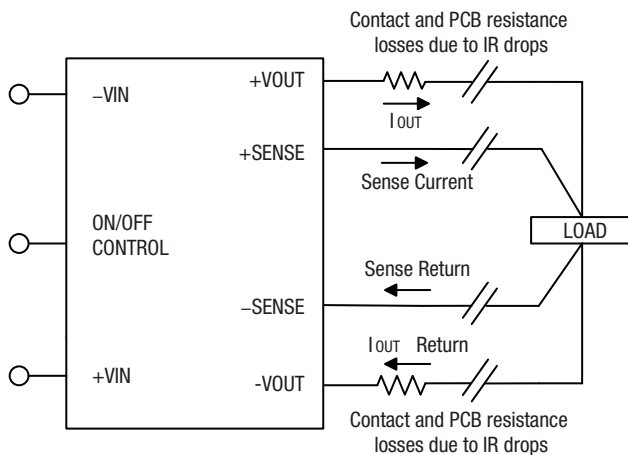 Contact and PCB resistance
losses due to IR drops
+VOUT
−VIN
IOUT
+SENSE
Sense Current
ON/OFF
CONTROL
LOAD
Sense Return
−SENSE
IOUT Return
+VIN
-VOUT
Contact and PCB resistance
losses due to IR drops